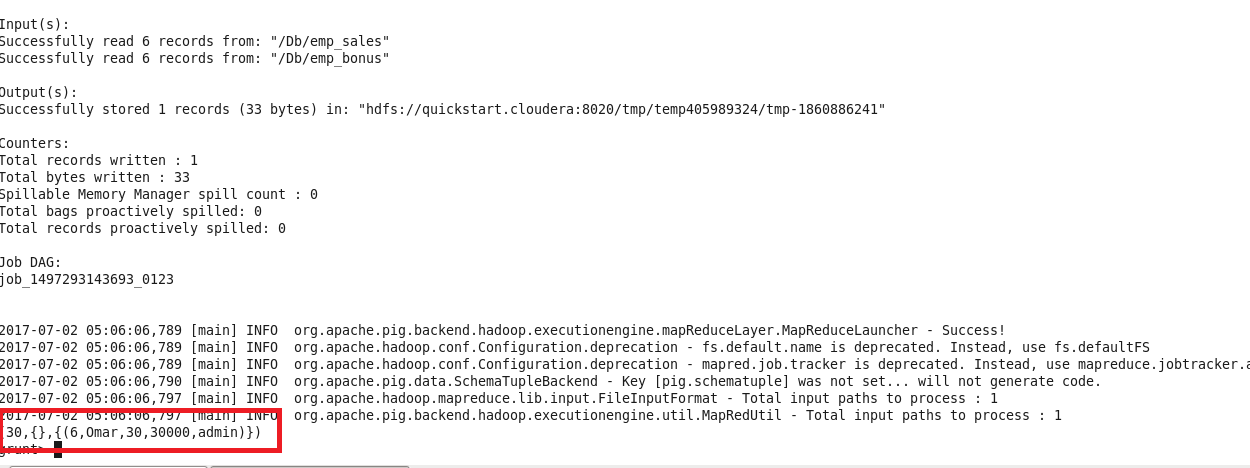 Input(s):
Successfully read 6 records from: "/Db/emp_sales"
Successfully read 6 records from: "/Db/emp_bonus"
Output(s):
Successfully stored 1 records (33 bytes) in: "hdfs://quickstart.cloudera:8020/tmp/temp405989324/tmp-1860886241"
Counters:
Total records written : 1
Total bytes written : 33
Spillable Memory Manager spill count : 0
Total bags proactively spilled: 0
Total records proactively spilled: 0
Job DAG:
job_1497293143693_0123
2017-07-02 05:06:06,789 [main] INFO  org.apache.pig.backend.hadoop.executionengine.mapReduceLayer.MapReduceLauncher - Success!
2017-07-02 05:06:06,789 [main] INFO  org.apache.hadoop.conf.Configuration.deprecation - fs.default.name is deprecated. Instead, use fs.defaultFS
2017-07-02 05:06:06,789 [main] INFO  org.apache.hadoop.conf.Configuration.deprecation - mapred.job.tracker is deprecated. Instead, use mapreduce.jobtracker.a
2017-07-02 05:06:06,790 [main] INFO  org.apache.pig.data.SchemaTupleBackend - Key [pig.schematuple] was not set... will not generate code.
2017-07-02 05:06:06,797 [main] INFO  org.apache.hadoop.mapreduce.lib.input.FileInputFormat - Total input paths to process : 1
2017-07-02 05:06:06,797 [main] INFO  org.apache.pig.backend.hadoop.executionengine.util.MapRedUtil - Total input paths to process : 1
30,{},{(6,Omar,30,30000,admin)})
grunt>